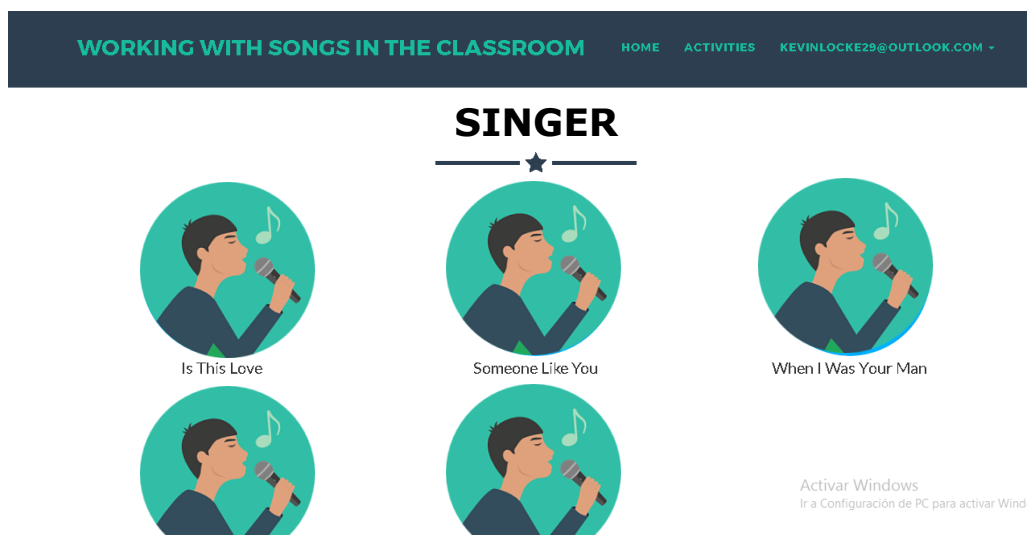 WORKING WITH SONGS IN THE CLASSROOM
HOME ACTIVITIES KEVINLOCKE29@OUTLOOK.COM
SINGER
Is This Love
Someone Like You
When I Was Your Man
Activar Windows
Ir a Configuración de PC para activar Wind